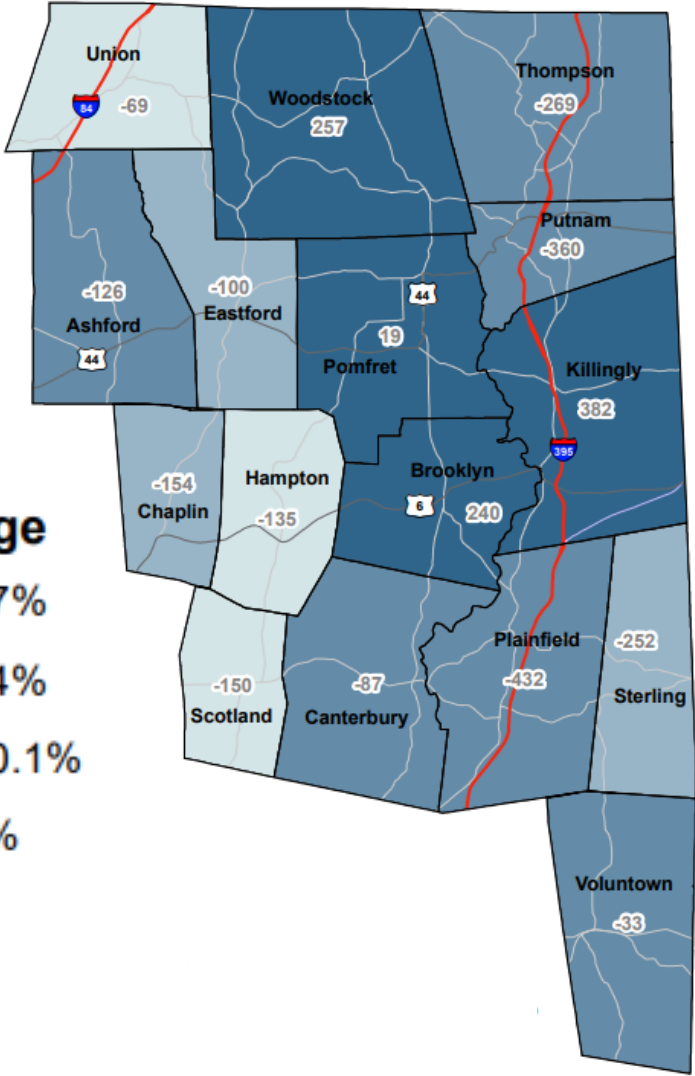 Union
84
-69
Woodstock
257
Thompson
-269
Putnam
-360
-126
Ashford
44
-100
Eastford
44
19
Pomfret
Killingly
382
395
-154
Chaplin
Hampton
-135
Brooklyn
6
240
ge
7%
4%
0.1%
%
Plainfield
-432
-252
Sterling
-150
Scotland
-87
Canterbury
Voluntown
-33